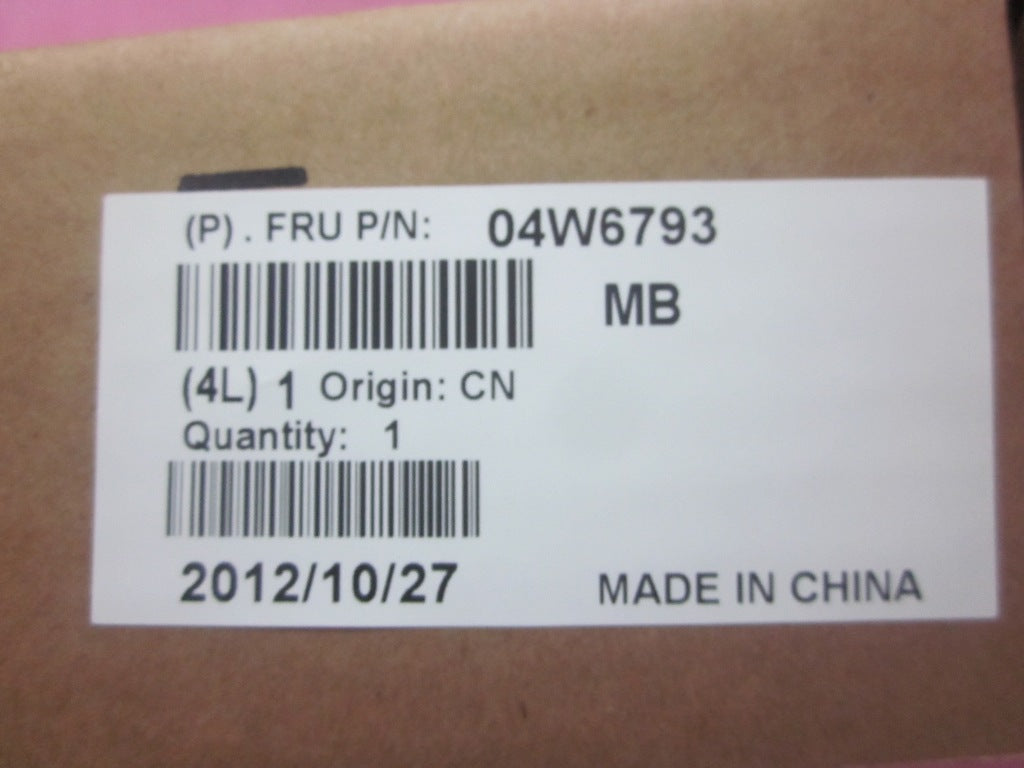 (P). FRU P/N: 04W6793
MB
(4L) 1 Origin: CN
Quantity: 1
2012/10/27 MADE IN CHINA